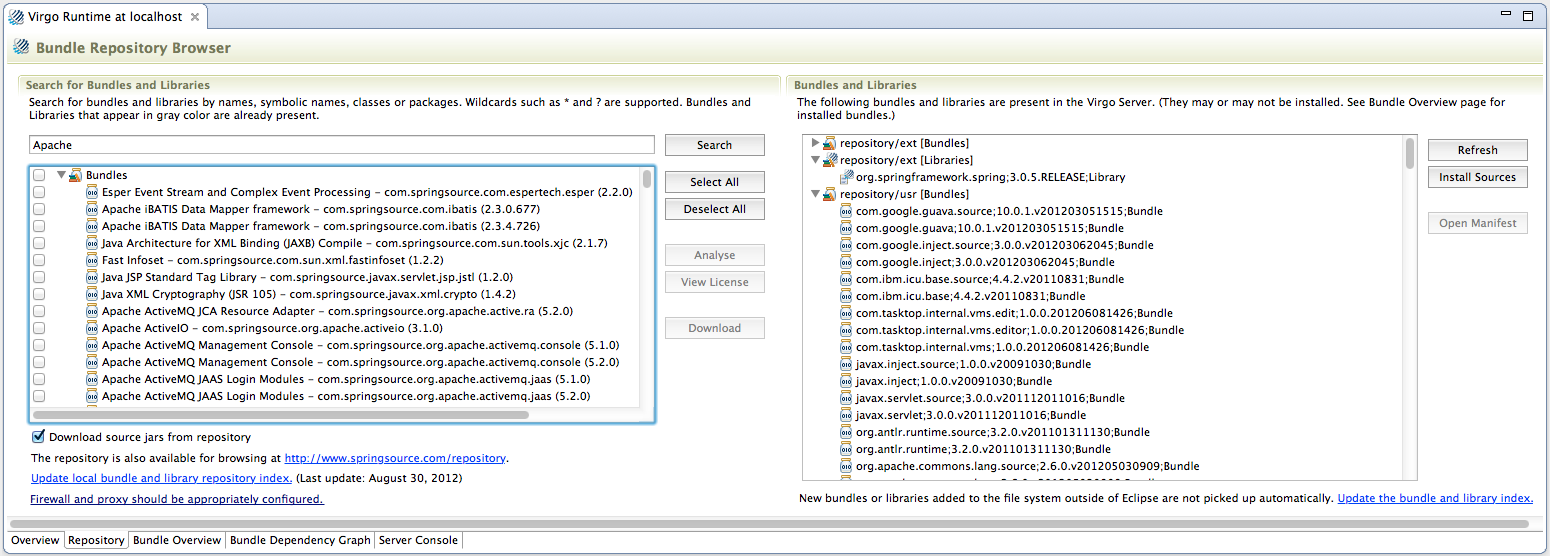 Virgo Runtime at localhost
Bundle Repository Browser
Search for Bundles and Libraries
Search for bundles and libraries by names, symbolic names, classes or packages. Wildcards such as * and ? are supported. Bundles and
Libraries that appear in gray color are already present.
Apache
Search
Bundles
Esper Event Stream and Complex Event Processing - com.springsource.com.espertech.esper (2.2.0)
Apache iBATIS Data Mapper framework - com.springsource.com.ibatis (2.3.0.677)
Apache iBATIS Data Mapper framework - com.springsource.com.ibatis (2.3.4.726)
Java Architecture for XML Binding (JAXB) Compile - com.springsource.com.sun.tools.xjc (2.1.7)
Fast Infoset - com.springsource.com.sun.xml.fastinfoset (1.2.2)
Java JSP Standard Tag Library - com.springsource.javax.servlet.jsp.jstl (1.2.0)
Java XML Cryptography (JSR 105) - com.springsource.javax.xml.crypto (1.4.2)
Apache ActiveMQ JCA Resource Adapter - com.springsource.org.apache.active.ra (5.2.0)
Apache ActiveIO - com.springsource.org.apache.activeio (3.1.0)
Apache ActiveMQ Management Console - com.springsource.org.apache.activemq.console (5.1.0)
Apache ActiveMQ Management Console - com.springsource.org.apache.activemq.console (5.2.0)
Apache ActiveMQ JAAS Login Modules - com.springsource.org.apache.activemq.jaas (5.1.0)
Apache ActiveMQ JAAS Login Modules - com.springsource.org.apache.activemq.jaas (5.2.0)
Select All
Deselect All
Analyse
View License
Download
Download source jars from repository
The repository is also available for browsing at http://www.springsource.com/repository.
Update local bundle and library repository index. (Last update: August 30, 2012)
Firewall and proxy should be appropriately configured.
Bundles and Libraries
The following bundles and libraries are present in the Virgo Server. (They may or may not be installed. See Bundle Overview page for
installed bundles.)
repository/ext [Bundles]
repository/ext [Libraries]
org.springframework.spring;3.0.5.RELEASE;Library
repository/usr [Bundles]
com.google.guava.source;10.0.1.v201203051515;Bundle
com.google.guava;10.0.1.v201203051515;Bundle
com.google.inject.source;3.0.0.v201203062045;Bundle
com.google.inject;3.0.0.v201203062045;Bundle
com.ibm.icu.base.source;4.4.2.v20110831;Bundle
com.ibm.icu.base;4.4.2.v20110831;Bundle
com.tasktop.internal.vms.edit;1.0.0.201206081426;Bundle
com.tasktop.internal.vms.editor;1.0.0.201206081426;Bundle
com.tasktop.internal.vms;1.0.0.201206081426;Bundle
javax.inject.source;1.0.0.v20091030;Bundle
javax.inject;1.0.0.v20091030;Bundle
javax.servlet.source;3.0.0.v201112011016;Bundle
javax.servlet;3.0.0.v201112011016;Bundle
org.antlr.runtime.source;3.2.0.v201101311130;Bundle
org.antlr.runtime;3.2.0.v201101311130;Bundle
org.apache.commons.lang.source;2.6.0.v201205030909;Bundle
Refresh
Install Sources
Open Manifest
New bundles or libraries added to the file system outside of Eclipse are not picked up automatically. Update the bundle and library index.
Overview
Repository
Bundle Overview
Bundle Dependency Graph
Server Console